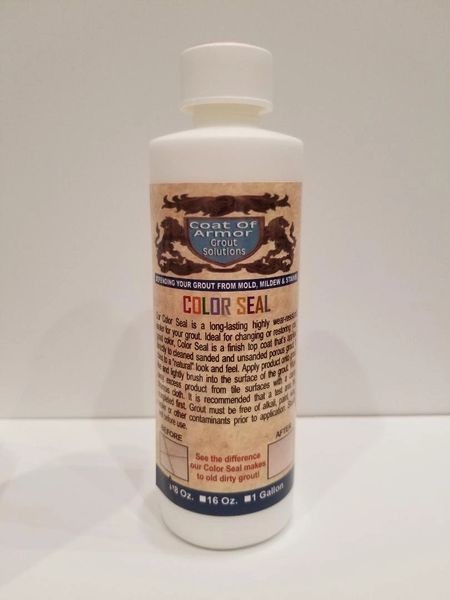 Coat Of
Armor
Grout
Solutions
DEFENDING YOUR GROUT FROM MOLD, MILDEW & STAINS
COLOR SEAL
Color Seal is a long-lasting highly
for your grout. Ideal for changing or restoring
color, Color Seal is a finish top coat that's
to cleaned sanded and unsanded porous
to a "natural" look and feel. Apply product
and lightly brush into the surface of the grout.
excess product from tile surfaces with a
cloth. It is recommended that a test
first. Grout must be free of
or other contaminants prior to application.
use.
BEFORE
AFTER
See the difference
our Color Seal makes
to old dirty grout!
8 Oz. 16 Oz. 1 Gallon